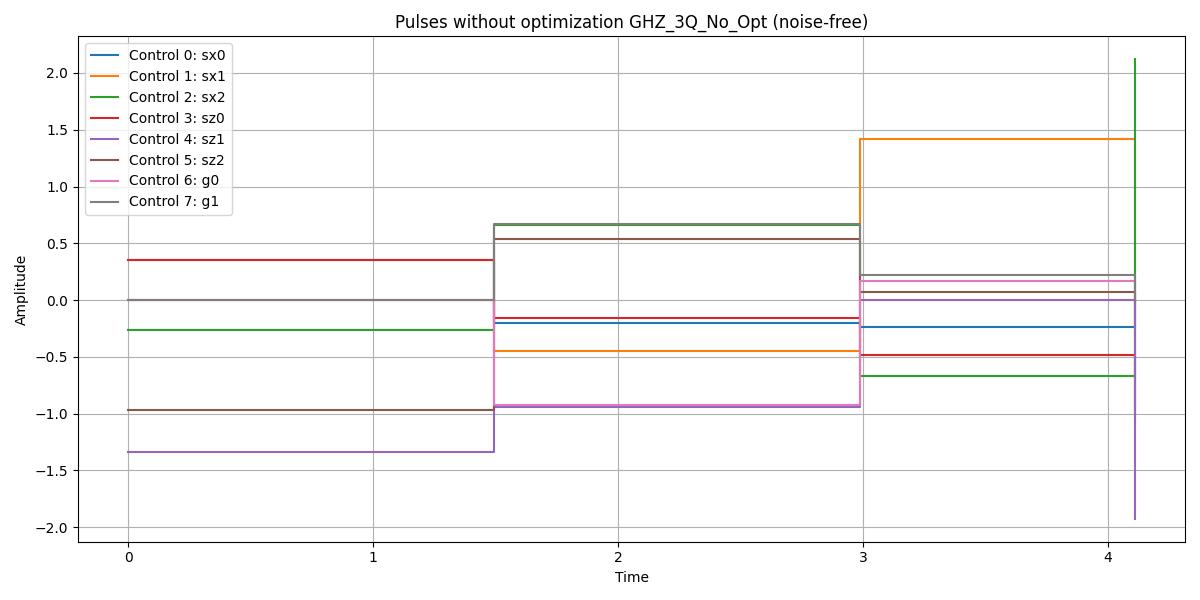 Pulses without optimization GHZ_3Q_No_Opt (noise-free)
Control 0: sx0
Control 1: sx1
Control 2: sx2
Control 3: sz0
Control 4: sz1
Control 5: sz2
Control 6: g0
Control 7: g1
2.0
1.5
1.0
0.5
0.0
−0.5
−1.0
−1.5
−2.0
Amplitude
0 1 2 3 4
Time